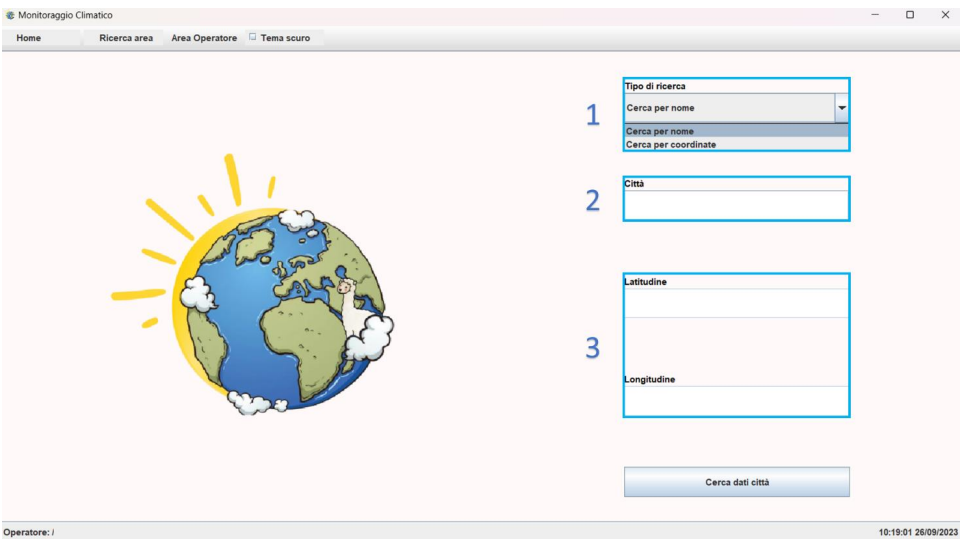 Monitoraggio Climatico
Home Ricerca area Area Operatore Tema scuro
Tipo di ricerca
1
Cerca per nome
Cerca per nome
Cerca per coordinate
Città
2
Latitudine
3
Longitudine
Cerca dati città
Operatore: / 10:19:01 26/09/2023